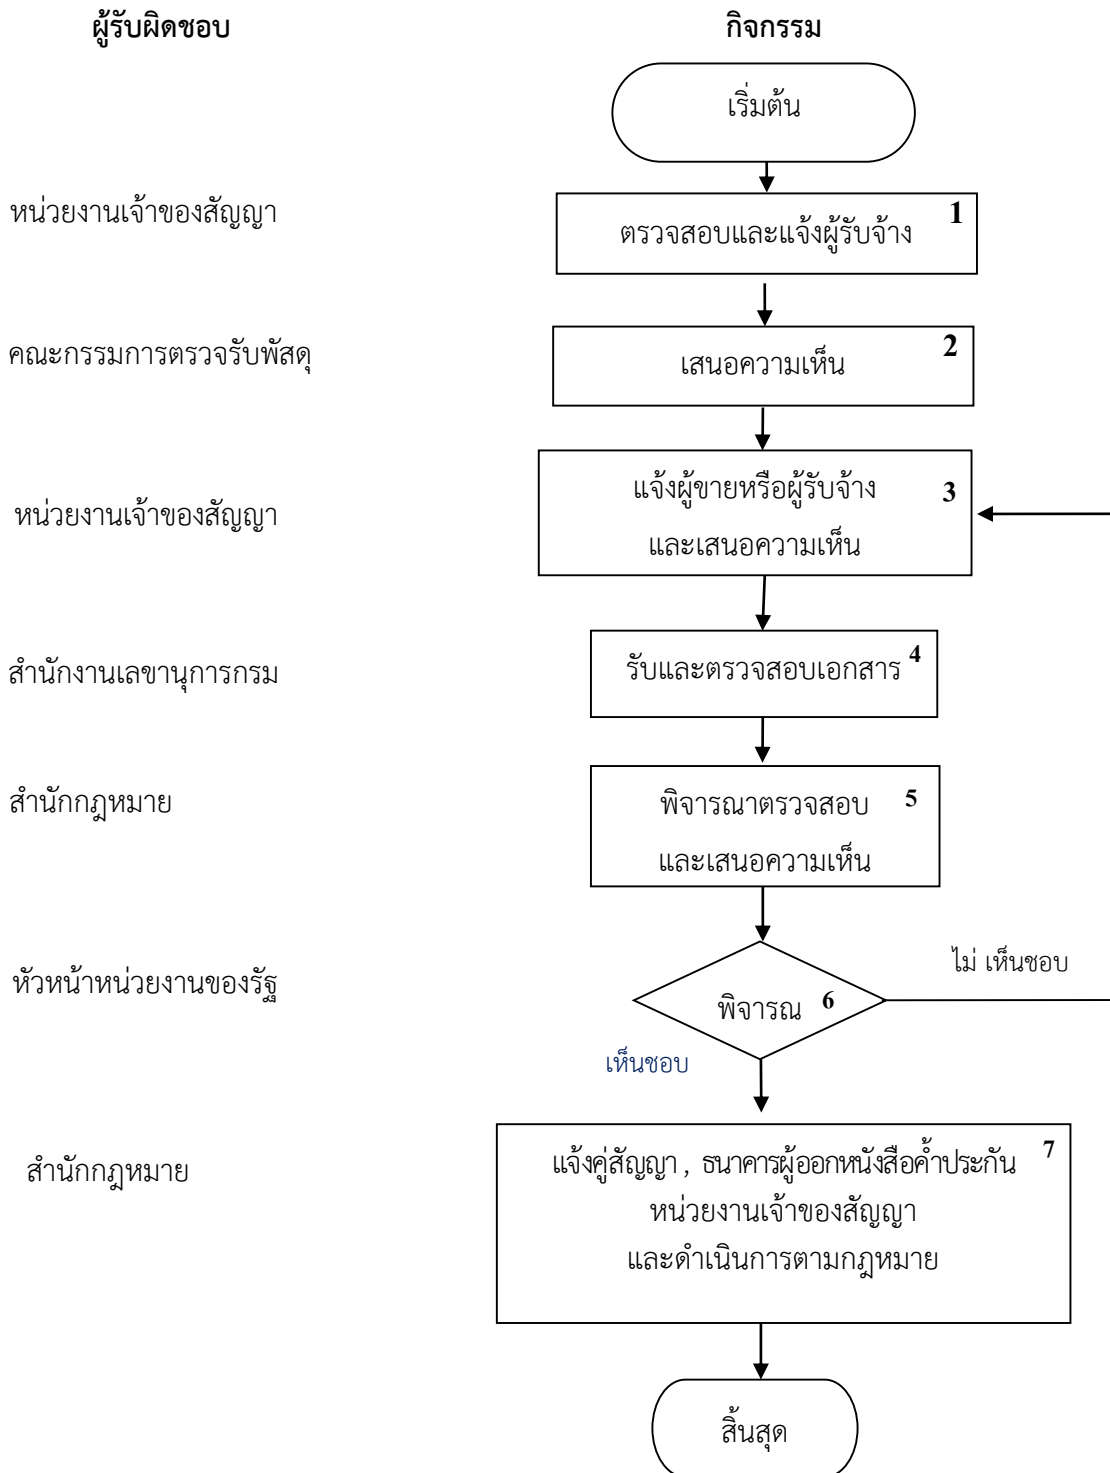 ผู้รับผิดชอบ
กิจกรรม
เริ่มต้น
หน่วยงานเจ้าของสัญญา
ตรวจสอบและแจ้งผู้รับจ้าง
1
คณะกรรมการตรวจรับพัสดุ
เสนอความเห็น
2
หน่วยงานเจ้าของสัญญา
แจ้งผู้ขายหรือผู้รับจ้าง
3
และเสนอความเห็น
สำนักงานเลขานุการกรม
รับและตรวจสอบเอกสาร
4
สำนักกฎหมาย
พิจารณาตรวจสอบ
5
และเสนอความเห็น
หัวหน้าหน่วยงานของรัฐ
พิจารณ
6
ไม่ เห็นชอบ
เห็นชอบ
สำนักกฎหมาย
แจ้งคู่สัญญา , ธนาคารผู้ออกหนังสือค้ำประกัน
7
หน่วยงานเจ้าของสัญญา
และดำเนินการตามกฎหมาย
สิ้นสุด